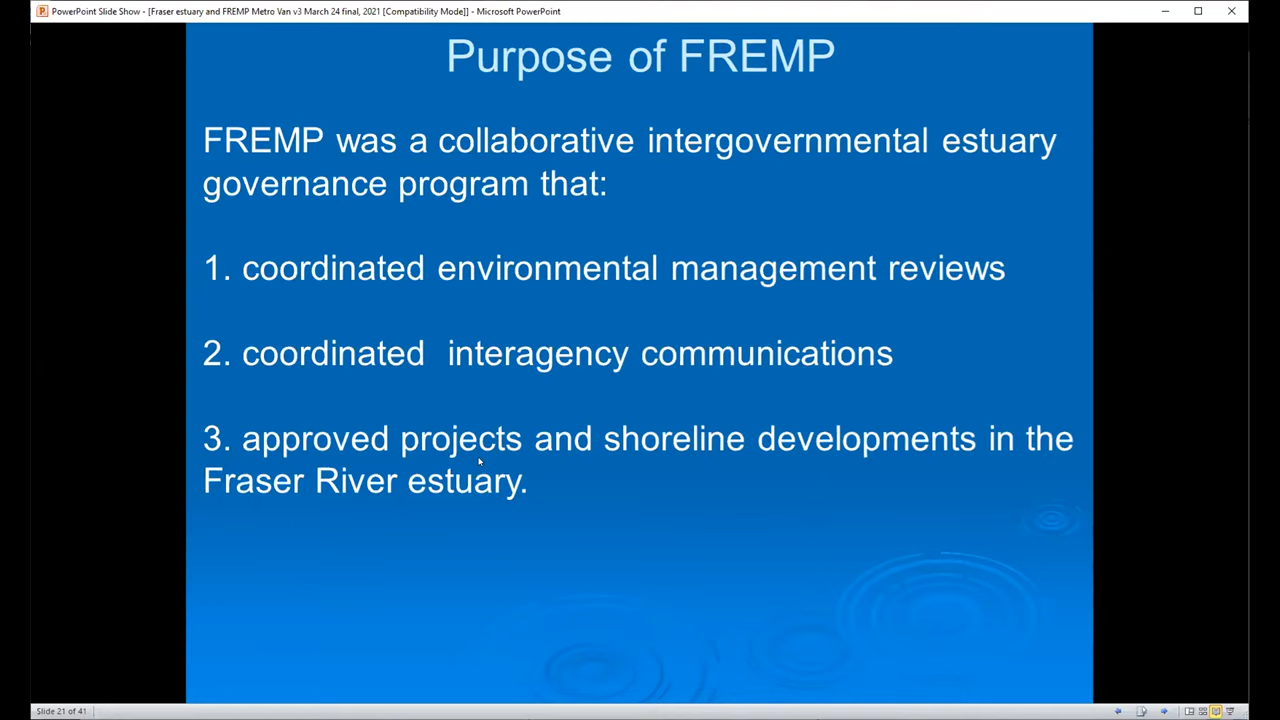 PowerPoint Slide Show - [Fraser estuary and FREMP Metro Van v3 March 24 final, 2021 [Compatibility Mode]] - Microsoft PowerPoint
Purpose of FREMP
FREMP was a collaborative intergovernmental estuary
governance program that:
1. coordinated environmental management reviews
2. coordinated  interagency communications
3. approved projects and shoreline developments in the
Fraser River estuary.
Slide 21 of 41